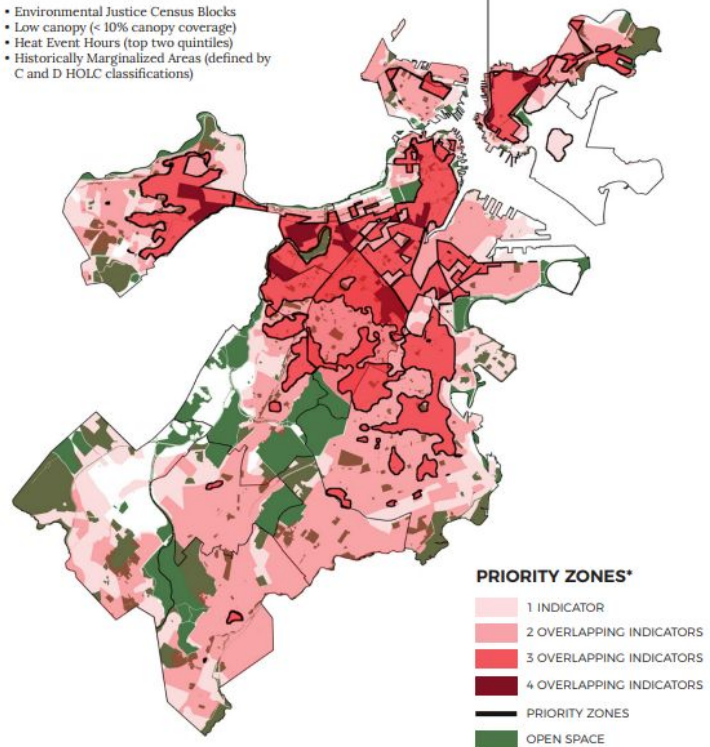 • Environmental Justice Census Blocks
• Low canopy (< 10% canopy coverage)
• Heat Event Hours (top two quintiles)
• Historically Marginalized Areas (defined by
C and D HOLC classifications)
PRIORITY ZONES*
1 INDICATOR
2 OVERLAPPING INDICATORS
3 OVERLAPPING INDICATORS
4 OVERLAPPING INDICATORS
PRIORITY ZONES
OPEN SPACE